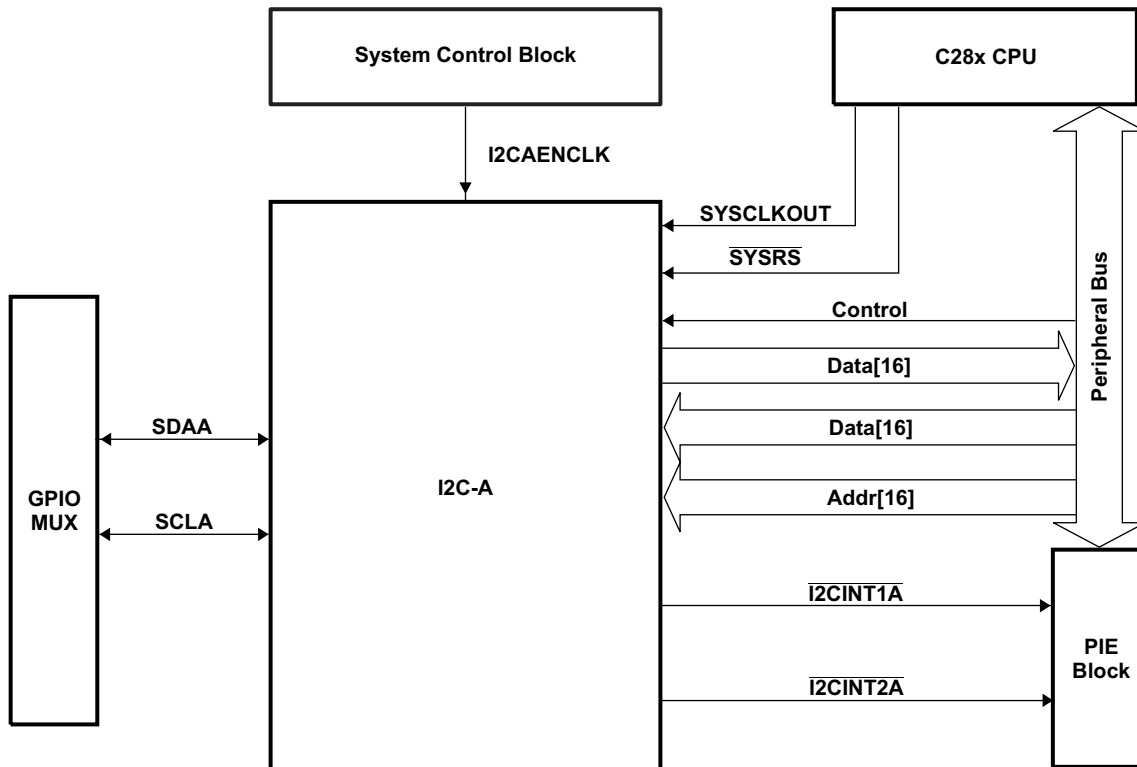 System Control Block
C28x CPU
I2CAENCLK
SYSCLKOUT
SYSRS
Control
Data[16]
Data[16]
Addr[16]
Peripheral Bus
SDAA
SCLA
GPIO
MUX
I2C-A
I2CINT1A
I2CINT2A
PIE
Block